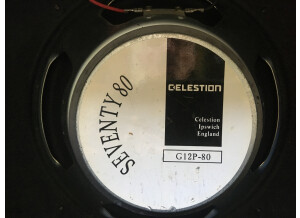 SEVENTY 80
CELESTION
Celestion
Ipswich
England
G12P-80